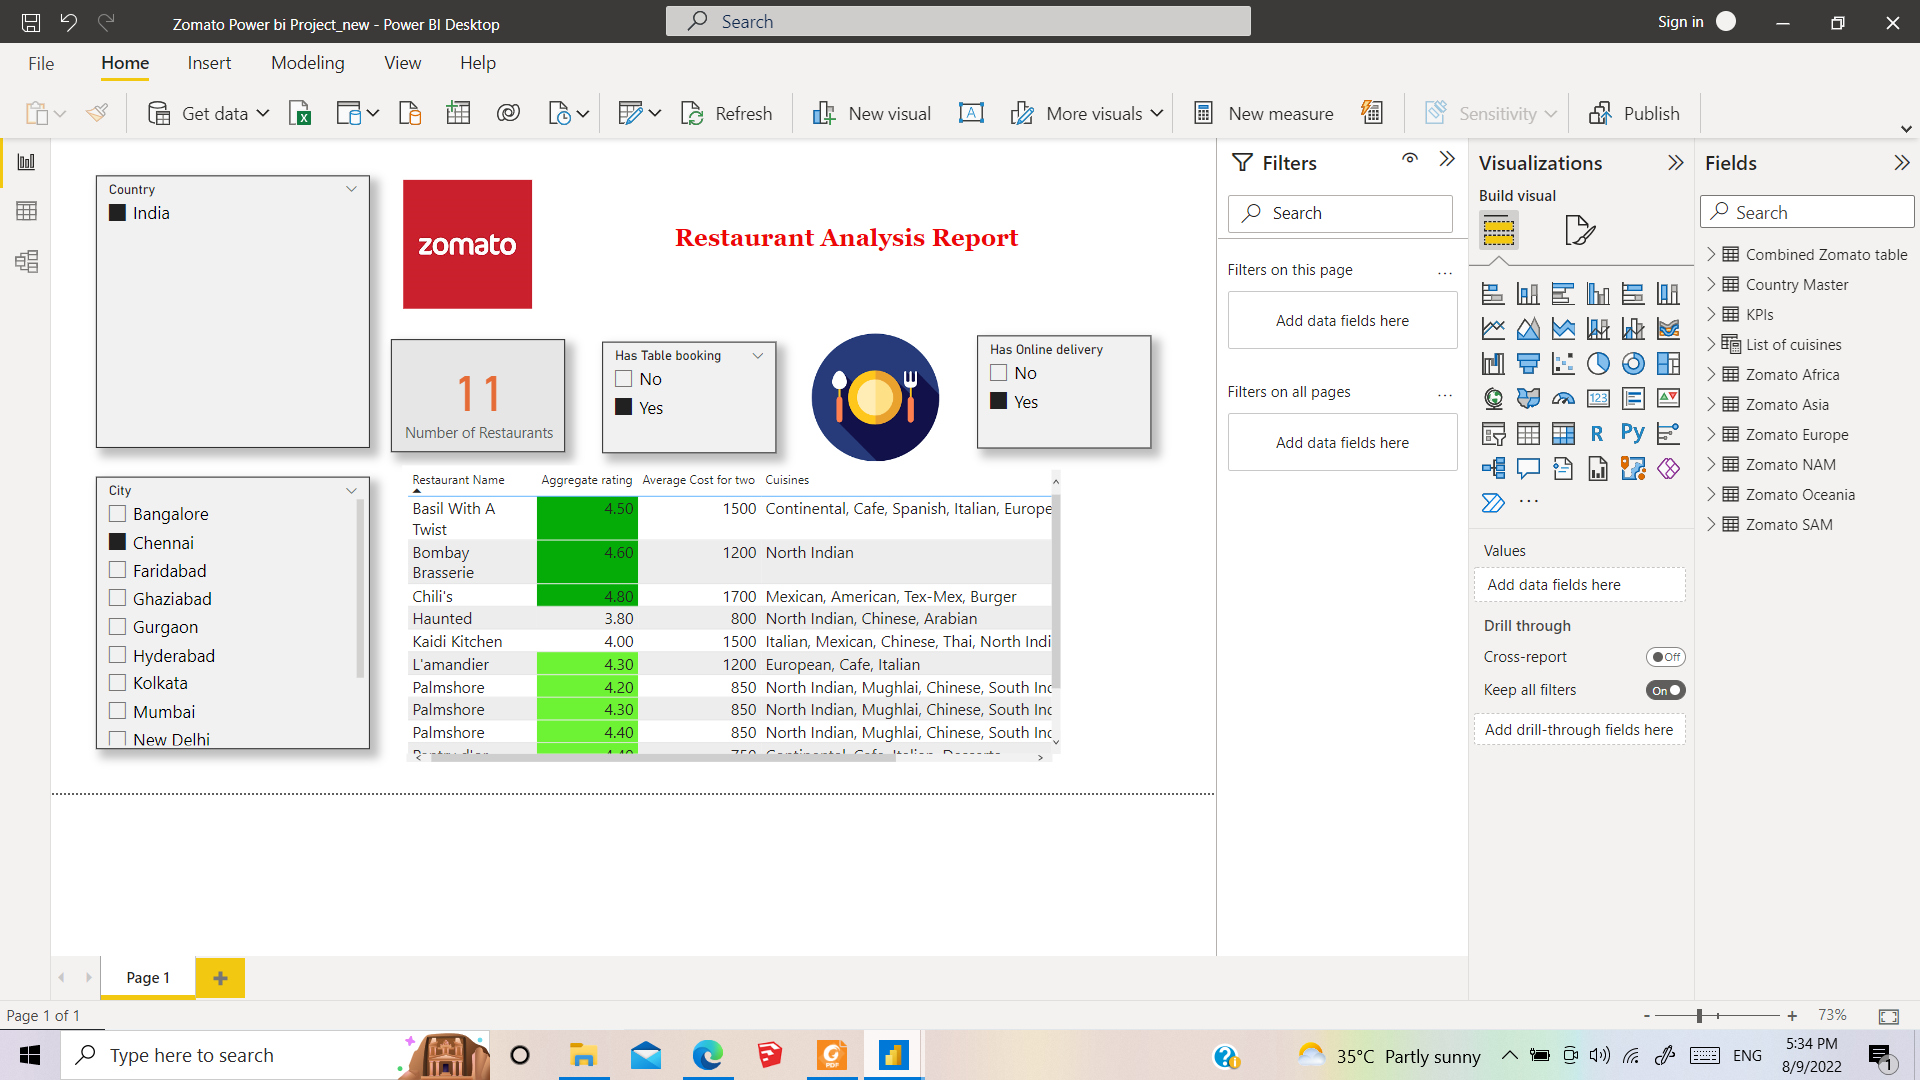 Zomato Power bi Project_new - Power BI Desktop
Search
Sign in
File Home Insert Modeling View Help
Get data Refresh New visual More visuals New measure Sensitivity Publish
Country
India
zomato
Restaurant Analysis Report
11
Number of Restaurants
Has Table booking
No
Yes
Has Online delivery
No
Yes
City
Bangalore
Chennai
Faridabad
Ghaziabad
Gurgaon
Hyderabad
Kolkata
Mumbai
New Delhi
Restaurant Name Aggregate rating Average Cost for two Cuisines
Basil With A 4.50 1500 Continental, Cafe, Spanish, Italian, Europe
Twist
Bombay 4.60 1200 North Indian
Brasserie
Chili's 4.80 1700 Mexican, American, Tex-Mex, Burger
Haunted 3.80 800 North Indian, Chinese, Arabian
Kaidi Kitchen 4.00 1500 Italian, Mexican, Chinese, Thai, North Indi
L'amandier 4.30 1200 European, Cafe, Italian
Palmshore 4.20 850 North Indian, Mughlai, Chinese, South Inc
Palmshore 4.30 850 North Indian, Mughlai, Chinese, South Inc
Palmshore 4.40 850 North Indian, Mughlai, Chinese, South Inc
Filters
Search
Filters on this page ...
Add data fields here
Filters on all pages ...
Add data fields here
Visualizations
Build visual
123
R Py
...
Values
Add data fields here
Drill through
Cross-report Off
Keep all filters On
Add drill-through fields here
Fields
Search
Combined Zomato table
Country Master
KPIs
List of cuisines
Zomato Africa
Zomato Asia
Zomato Europe
Zomato NAM
Zomato Oceania
Zomato SAM
Page 1
Page 1 of 1
- + 73%
Type here to search
PDF
35°C Partly sunny
ENG
5:34 PM
8/9/2022
1